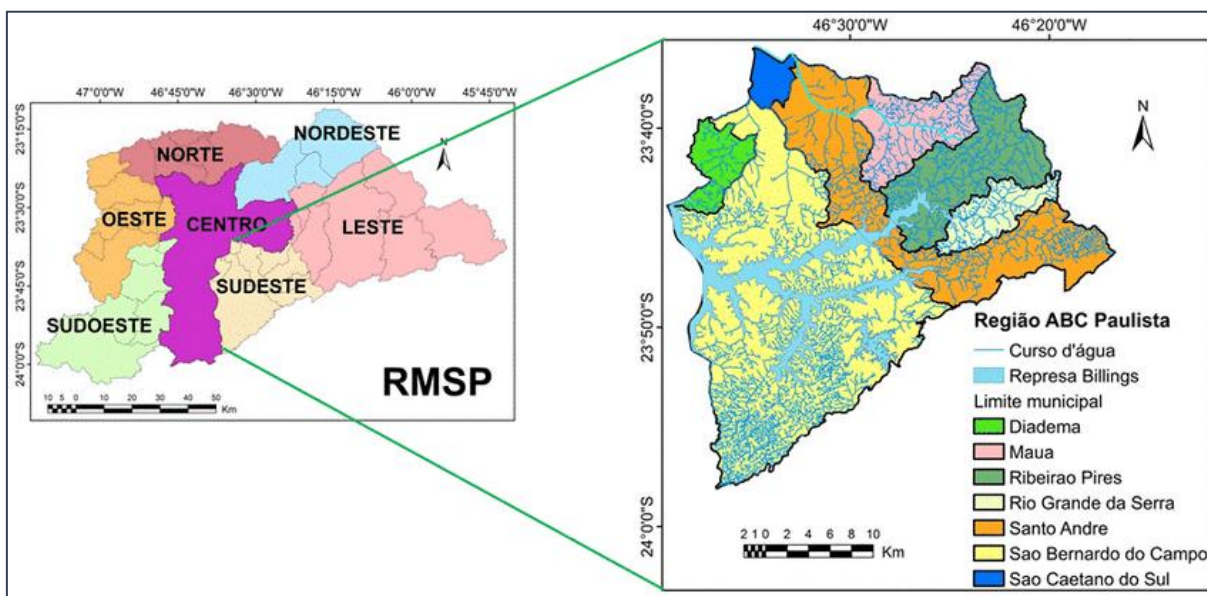 47°0'0"W 46°45'0"W 46°30'0"W 46°15'0"W 46°0'0"W 45°45'0"W
23°15'0"S
23°30'0"S
23°45'0"S
24°0'0"S
NORTE
NORDESTE
OESTE
CENTRO
LESTE
SUDESTE
SUDOESTE
N
RMSP
10 5 0 10 20 30 40 50
Km
46°30'0"W 46°20'0"W
23°40'0"S
23°50'0"S
24°0'0"S
N
Região ABC Paulista
Curso d'água
Represa Billings
Limite municipal
Diadema
Maua
Ribeirao Pires
Rio Grande da Serra
Santo Andre
Sao Bernardo do Campo
Sao Caetano do Sul
2 1 0 2 4 6 8 10
Km